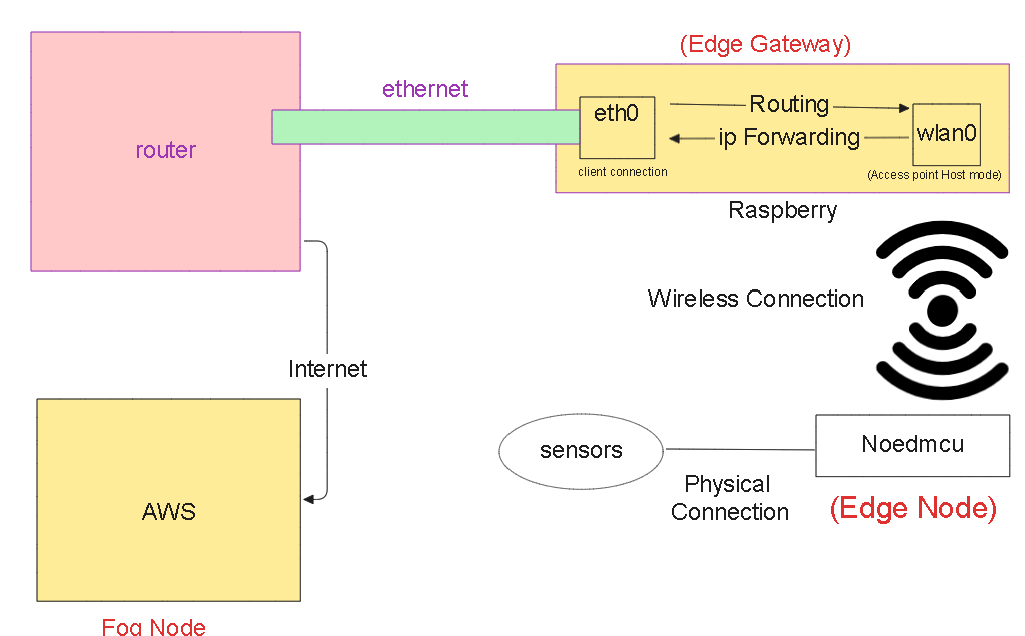 (Edge Gateway)
ethernet
router
eth0
Routing
ip Forwarding
wlan0
client connection
(Access point Host mode)
Raspberry
Wireless Connection
Internet
sensors
Physical
Connection
Noedmcu
(Edge Node)
AWS
Fog Node